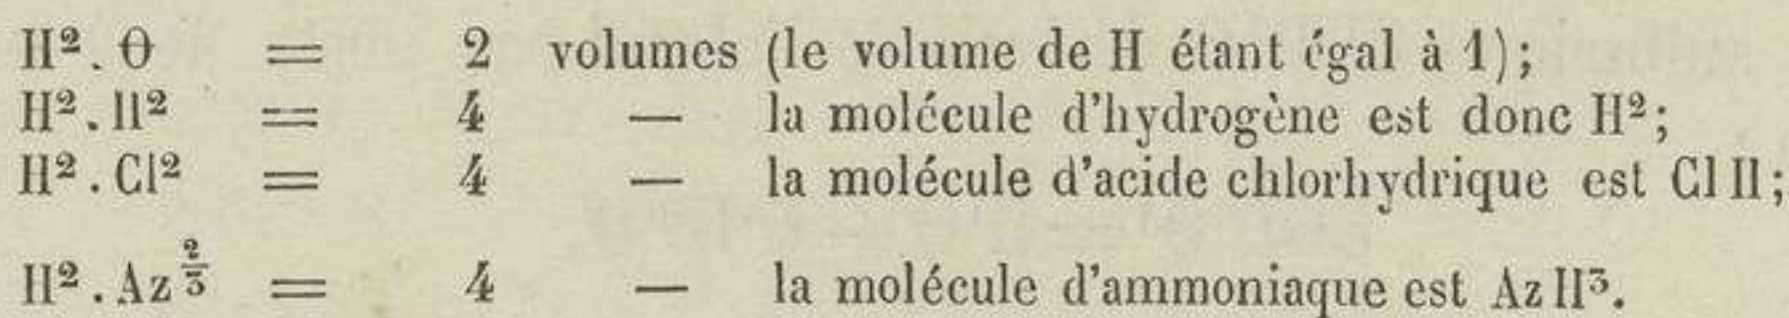 H². Θ = 2 volumes (le volume de H étant égal à 1);
H². H² = 4 — la molécule d'hydrogène est donc H²;
H². Cl² = 4 — la molécule d'acide chlorhydrique est Cl H;
H². Az^{2/3} = 4 — la molécule d'ammoniaque est Az H³.